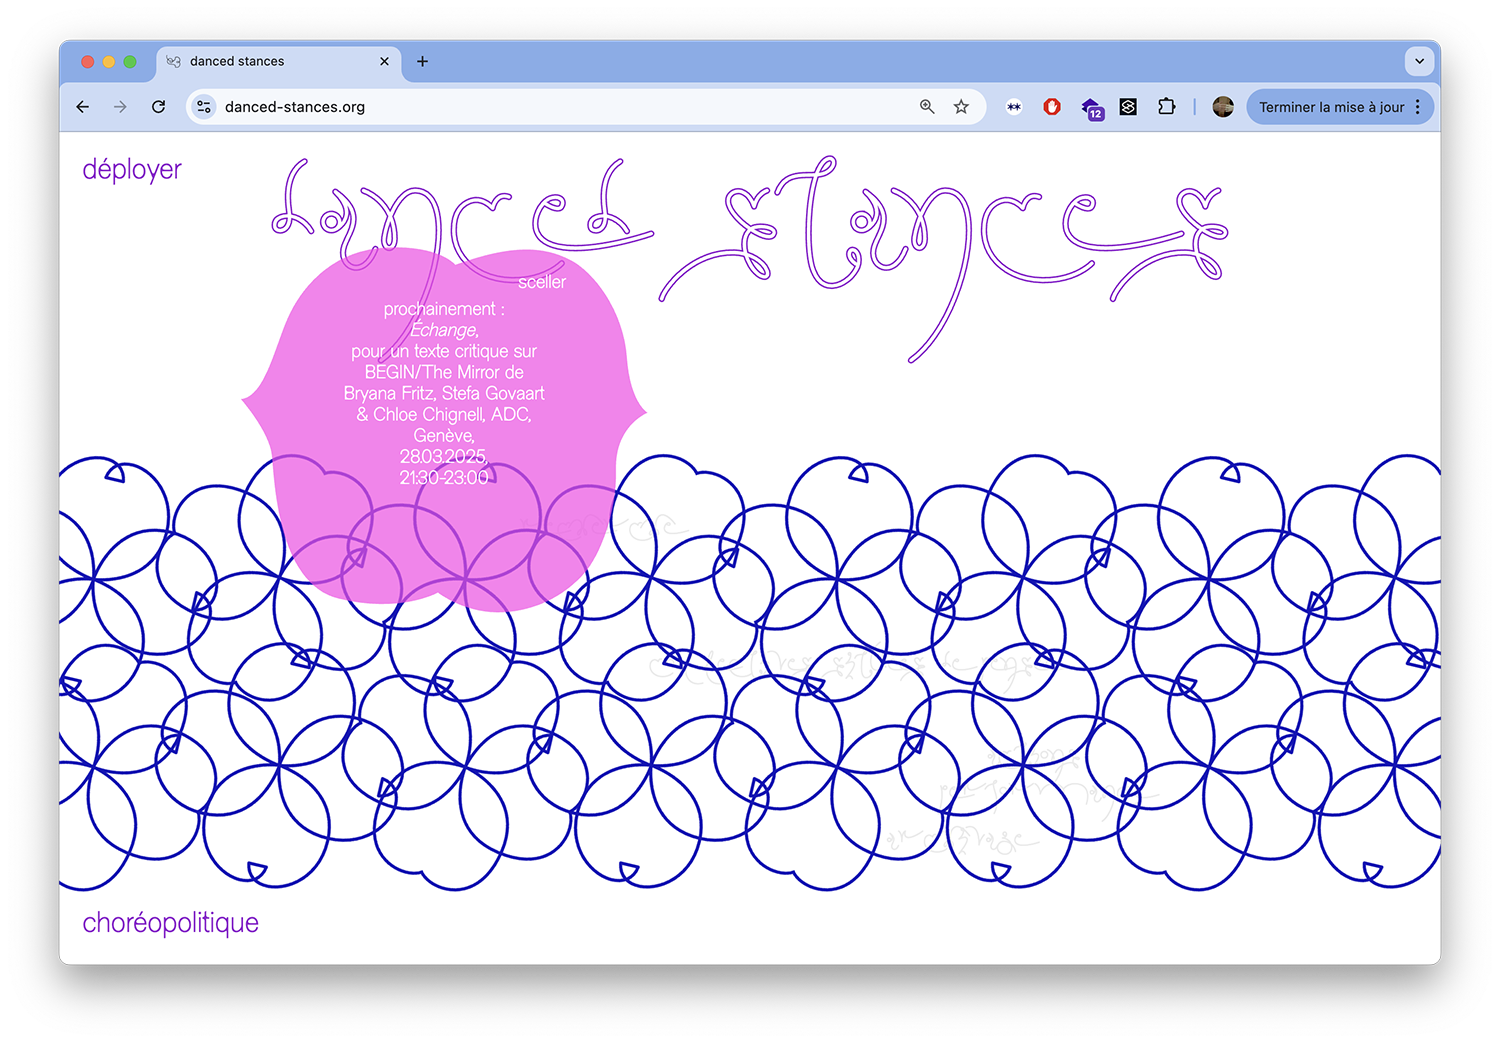 danced stances
danced-stances.org
12
Terminer la mise à jour
déployer
danced stances
sceller
prochainement :
Échange,
pour un texte critique sur
BEGIN/The Mirror de
Bryana Fritz, Stefa Govaart
& Chloe Chignell, ADC,
Genève,
28.03.2025,
21:30-23:00
choréopolitique